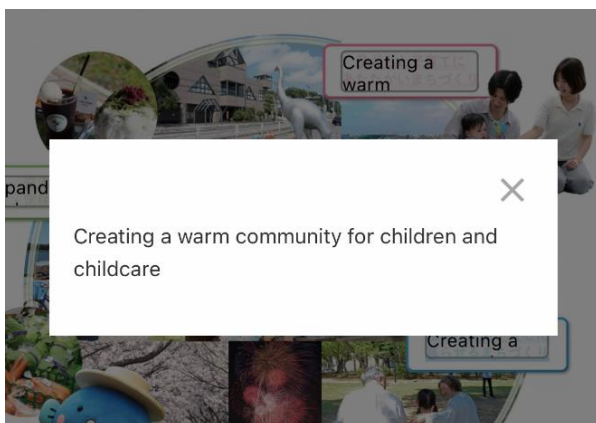 Creating a
warm
pand
Creating a warm community for children and
childcare
Creating a